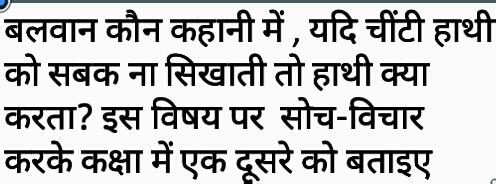 बलवान कौन कहानी में , यदि चींटी हाथी
को सबक ना सिखाती तो हाथी क्या
करता? इस विषय पर सोच-विचार
करके कक्षा में एक दूसरे को बताइए